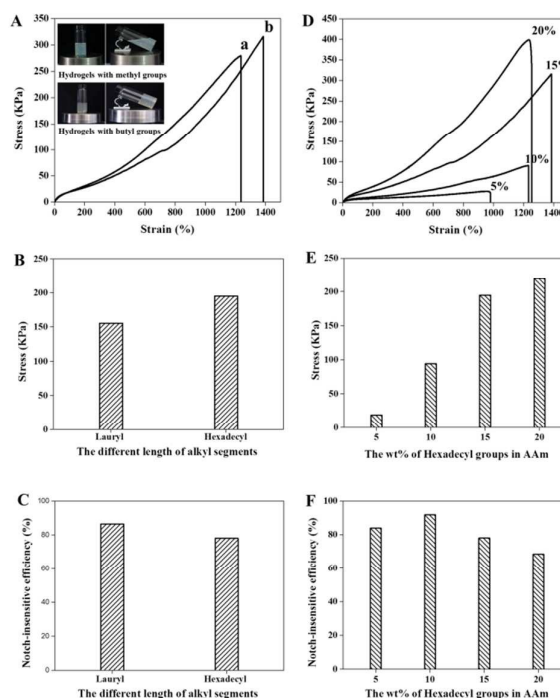 A
350
300
250
200
150
100
50
0
Stress (KPa)
Hydrogels with methyl groups
Hydrogels with butyl groups
a
b
0 200 400 600 800 1000 1200 1400
Strain (%)
D
450
400
350
300
250
200
150
100
50
0
Stress (KPa)
20%
15%
10%
5%
0 200 400 600 800 1000 1200 1400
Strain (%)
B
250
200
150
100
50
0
Stress (KPa)
Lauryl Hexadecyl
The different length of alkyl segments
E
250
200
150
100
50
0
Stress (KPa)
5 10 15 20
The wt% of Hexadecyl groups in AAm
C
100
80
60
40
20
0
Notch-insensitive efficiency (%)
Lauryl Hexadecyl
The different length of alkyl segments
F
100
80
60
40
20
0
Notch-insensitive efficiency (%)
5 10 15 20
The wt% of Hexadecyl groups in AAm